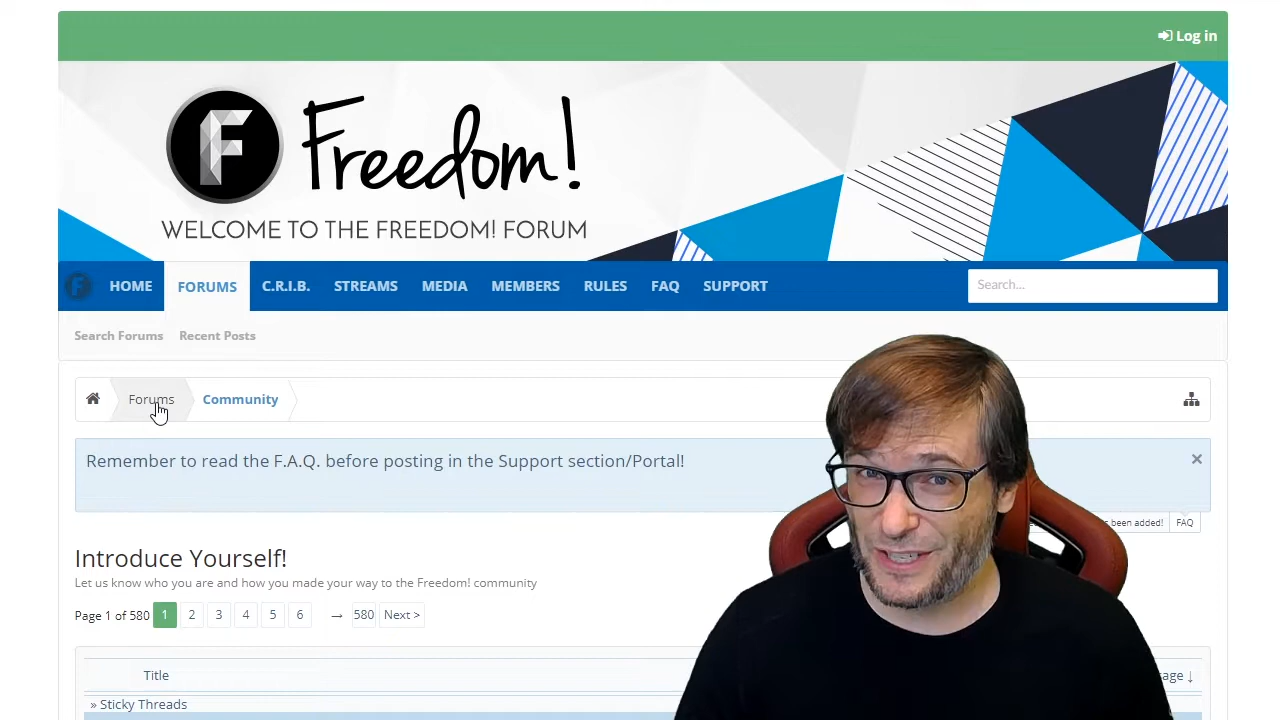 Log in
F Freedom!
WELCOME TO THE FREEDOM! FORUM
F HOME FORUMS C.R.I.B. STREAMS MEDIA MEMBERS RULES FAQ SUPPORT Search...
Search Forums Recent Posts
Forums Community
Remember to read the F.A.Q. before posting in the Support section/Portal!
been added! FAQ
Introduce Yourself!
Let us know who you are and how you made your way to the Freedom! community
Page 1 of 580 1 2 3 4 5 6 → 580 Next >
Title ↓
» Sticky Threads